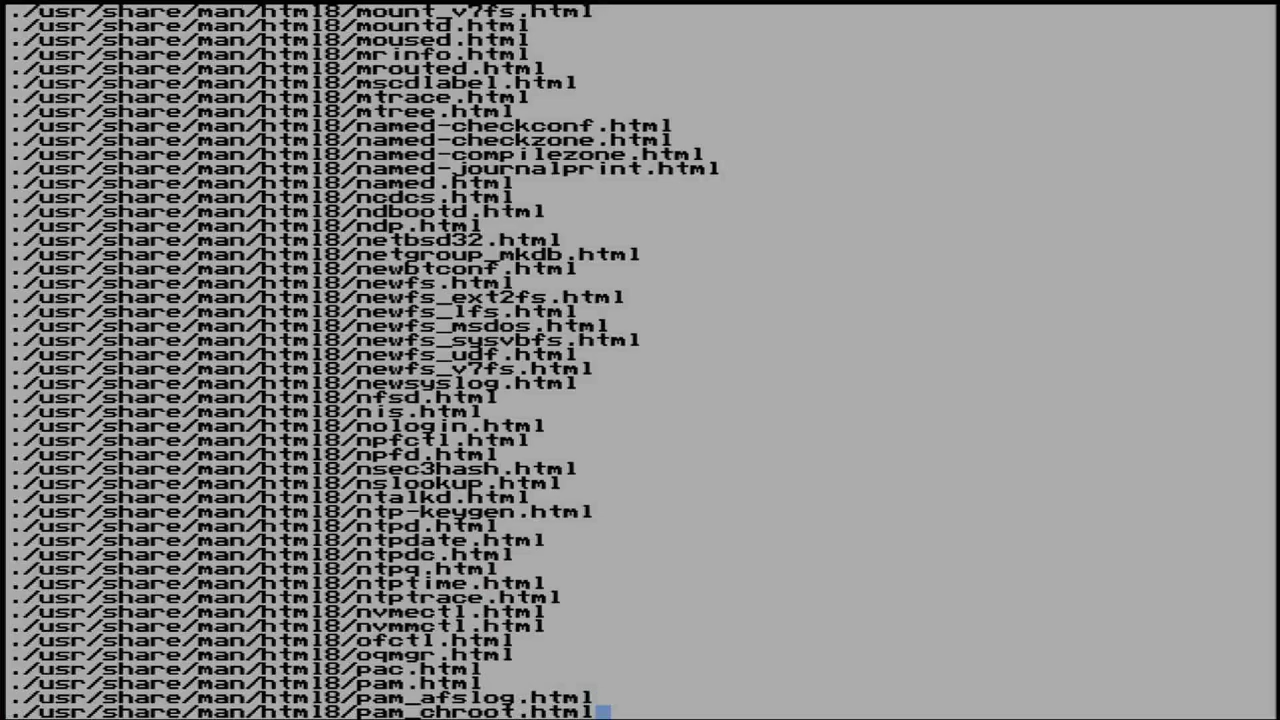 ./usr/share/man/html8/mount_v7fs.html
./usr/share/man/html8/mountd.html
./usr/share/man/html8/moused.html
./usr/share/man/html8/mrinfo.html
./usr/share/man/html8/mrouted.html
./usr/share/man/html8/mscdlabel.html
./usr/share/man/html8/mtrace.html
./usr/share/man/html8/mtree.html
./usr/share/man/html8/named-checkconf.html
./usr/share/man/html8/named-checkzone.html
./usr/share/man/html8/named-compilezone.html
./usr/share/man/html8/named-journalprint.html
./usr/share/man/html8/named.html
./usr/share/man/html8/ncdcs.html
./usr/share/man/html8/ndbootd.html
./usr/share/man/html8/ndp.html
./usr/share/man/html8/netbsd32.html
./usr/share/man/html8/netgroup_mkdb.html
./usr/share/man/html8/newbtconf.html
./usr/share/man/html8/newfs.html
./usr/share/man/html8/newfs_ext2fs.html
./usr/share/man/html8/newfs_lfs.html
./usr/share/man/html8/newfs_msdos.html
./usr/share/man/html8/newfs_sysvbfs.html
./usr/share/man/html8/newfs_udf.html
./usr/share/man/html8/newfs_v7fs.html
./usr/share/man/html8/newsyslog.html
./usr/share/man/html8/nfsd.html
./usr/share/man/html8/nis.html
./usr/share/man/html8/nologin.html
./usr/share/man/html8/npfctl.html
./usr/share/man/html8/npfd.html
./usr/share/man/html8/nsec3hash.html
./usr/share/man/html8/nslookup.html
./usr/share/man/html8/ntalkd.html
./usr/share/man/html8/ntp-keygen.html
./usr/share/man/html8/ntpd.html
./usr/share/man/html8/ntpdate.html
./usr/share/man/html8/ntpdc.html
./usr/share/man/html8/ntpq.html
./usr/share/man/html8/ntptime.html
./usr/share/man/html8/ntptrace.html
./usr/share/man/html8/nvmectl.html
./usr/share/man/html8/nvmmctl.html
./usr/share/man/html8/ofctl.html
./usr/share/man/html8/oqmgr.html
./usr/share/man/html8/pac.html
./usr/share/man/html8/pam.html
./usr/share/man/html8/pam_afslog.html
./usr/share/man/html8/pam_chroot.html